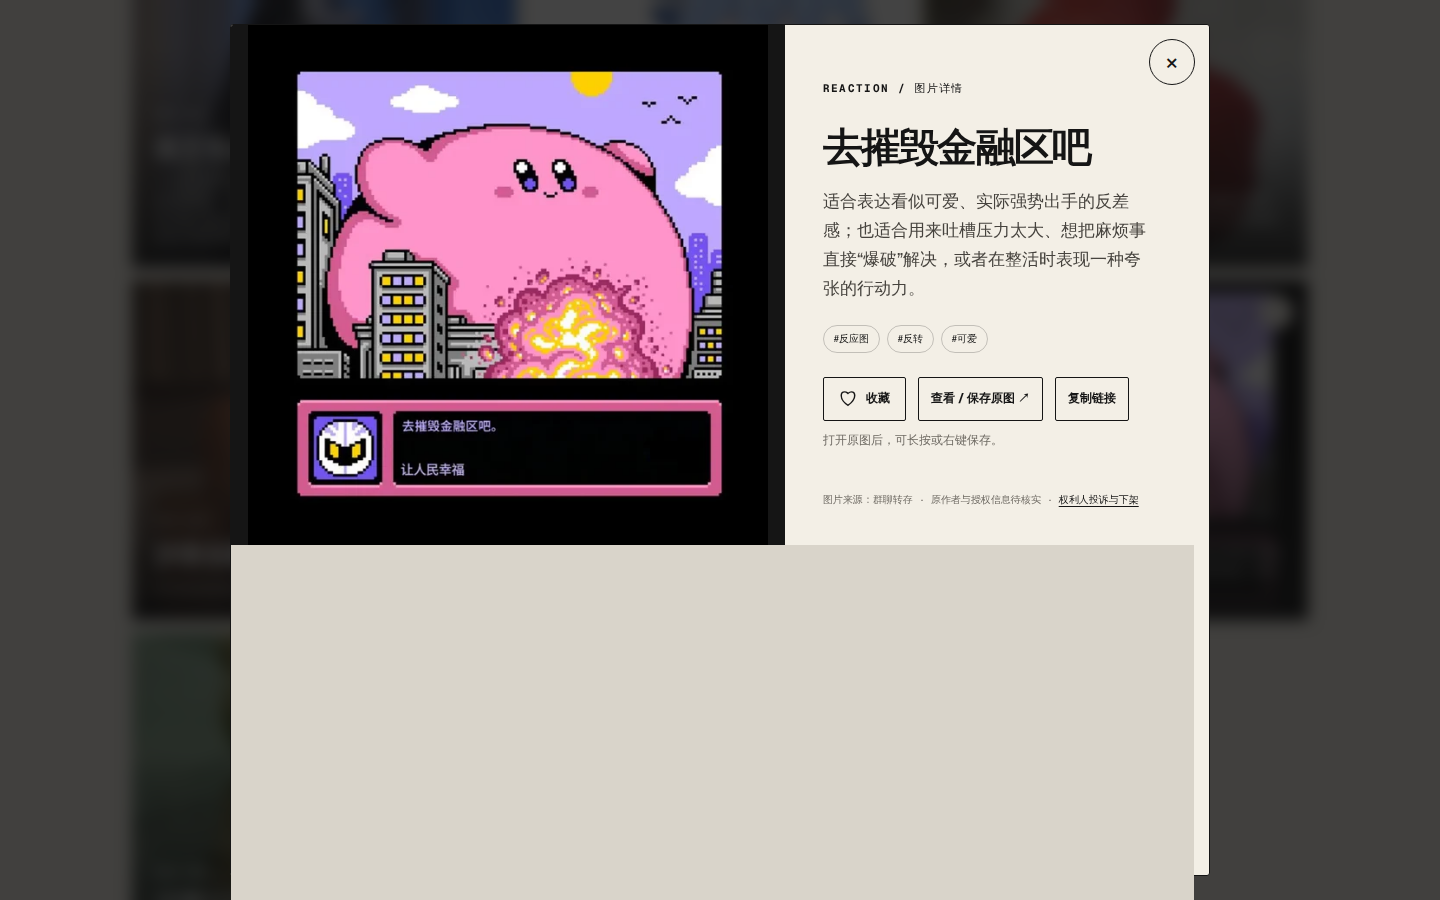 去摧毁金融区吧。
让人民幸福
×
REACTION / 图片详情
去摧毁金融区吧
适合表达看似可爱、实际强势出手的反差
感；也适合用来吐槽压力太大、想把麻烦事
直接“爆破”解决，或者在整活时表现一种夸
张的行动力。
#反应图 #反转 #可爱
收藏 查看 / 保存原图 ↗ 复制链接
打开原图后，可长按或右键保存。
图片来源：群聊转存 · 原作者与授权信息待核实 · 权利人投诉与下架